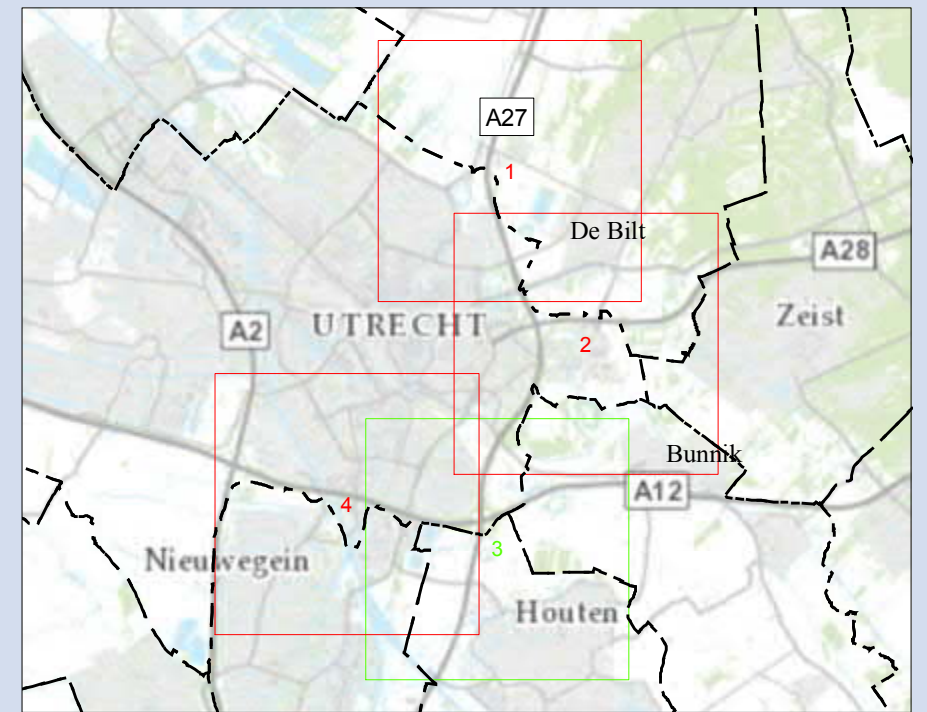 A27
1
De Bilt
A28
Zeist
UTRECHT
A2
2
Bunnik
A12
4
3
Nieuwegein
Houten